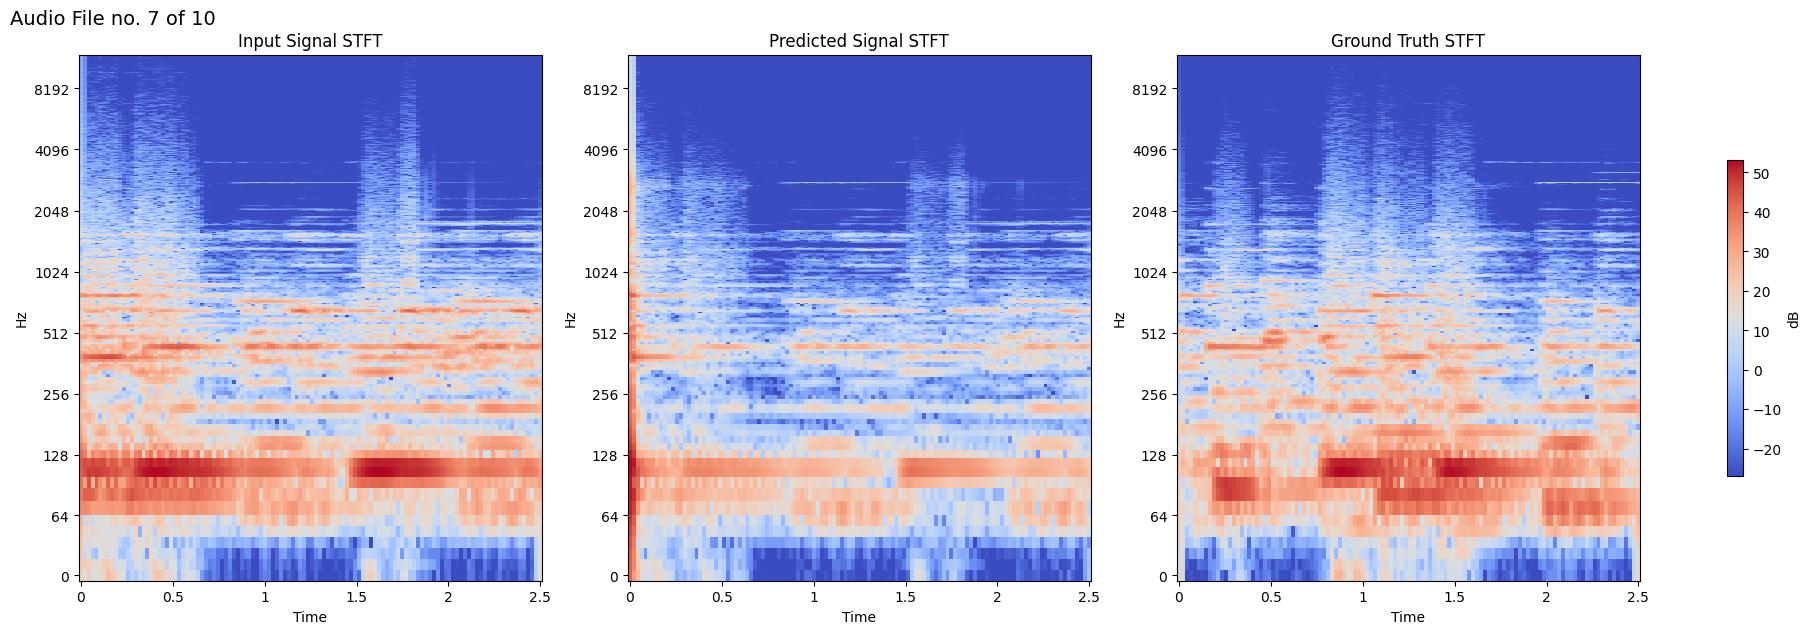 Audio File no. 7 of 10
Input Signal STFT
Hz
8192
4096
2048
1024
512
256
128
64
0
0 0.5 1 1.5 2 2.5
Time
Predicted Signal STFT
Hz
8192
4096
2048
1024
512
256
128
64
0
0 0.5 1 1.5 2 2.5
Time
Ground Truth STFT
Hz
8192
4096
2048
1024
512
256
128
64
0
0 0.5 1 1.5 2 2.5
Time
50
40
30
20
10
0
−10
−20
dB